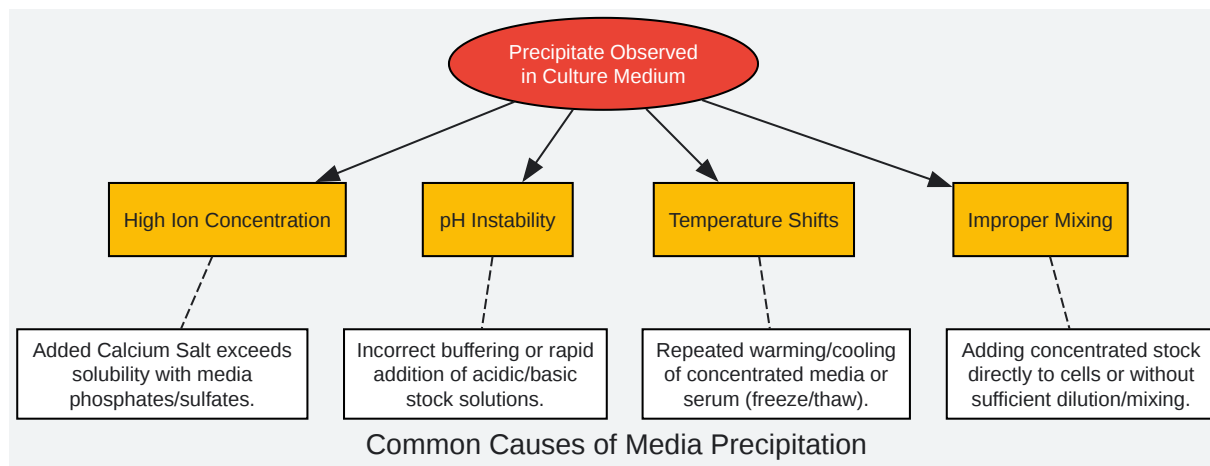 Precipitate Observed
in Culture Medium
High Ion Concentration
pH Instability
Temperature Shifts
Improper Mixing
Added Calcium Salt exceeds
solubility with media
phosphates/sulfates.
Incorrect buffering or rapid
addition of acidic/basic
stock solutions.
Repeated warming/cooling
of concentrated media or
serum (freeze/thaw).
Adding concentrated stock
directly to cells or without
sufficient dilution/mixing.
Common Causes of Media Precipitation